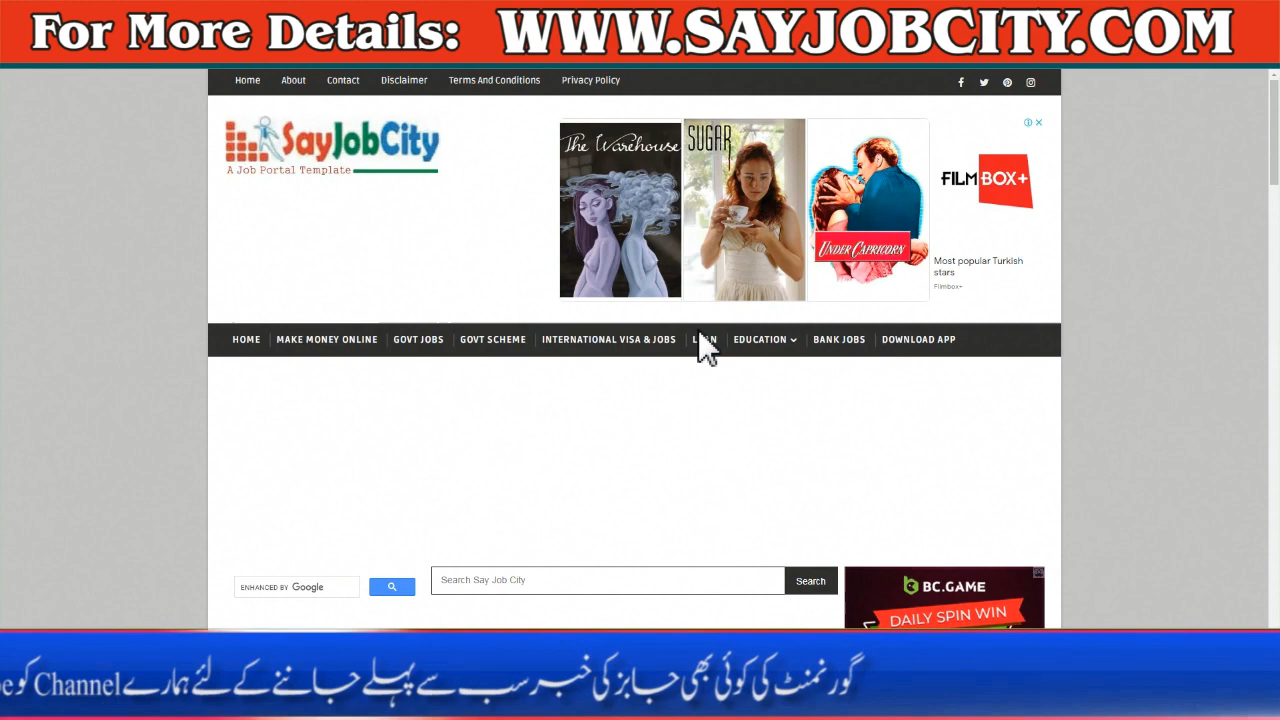 For More Details: WWW.SAYJOBCITY.COM
Home About Contact Disclaimer Terms And Conditions Privacy Policy
SayJobCity
A Job Portal Template
The Warehouse
SUGAR
UNDER CAPRICORN
FILMBOX+
Most popular Turkish
stars
Filmbox+
HOME MAKE MONEY ONLINE GOVT JOBS GOVT SCHEME INTERNATIONAL VISA & JOBS EDUCATION BANK JOBS DOWNLOAD APP
ENHANCED BY Google
Search Say Job City Search
BC.GAME
DAILY SPIN WIN
گورنمنٹ کی کوئی بھی جابز کی خبر سب سے پہلے جاننے کے لئے ہمارے Channel کو